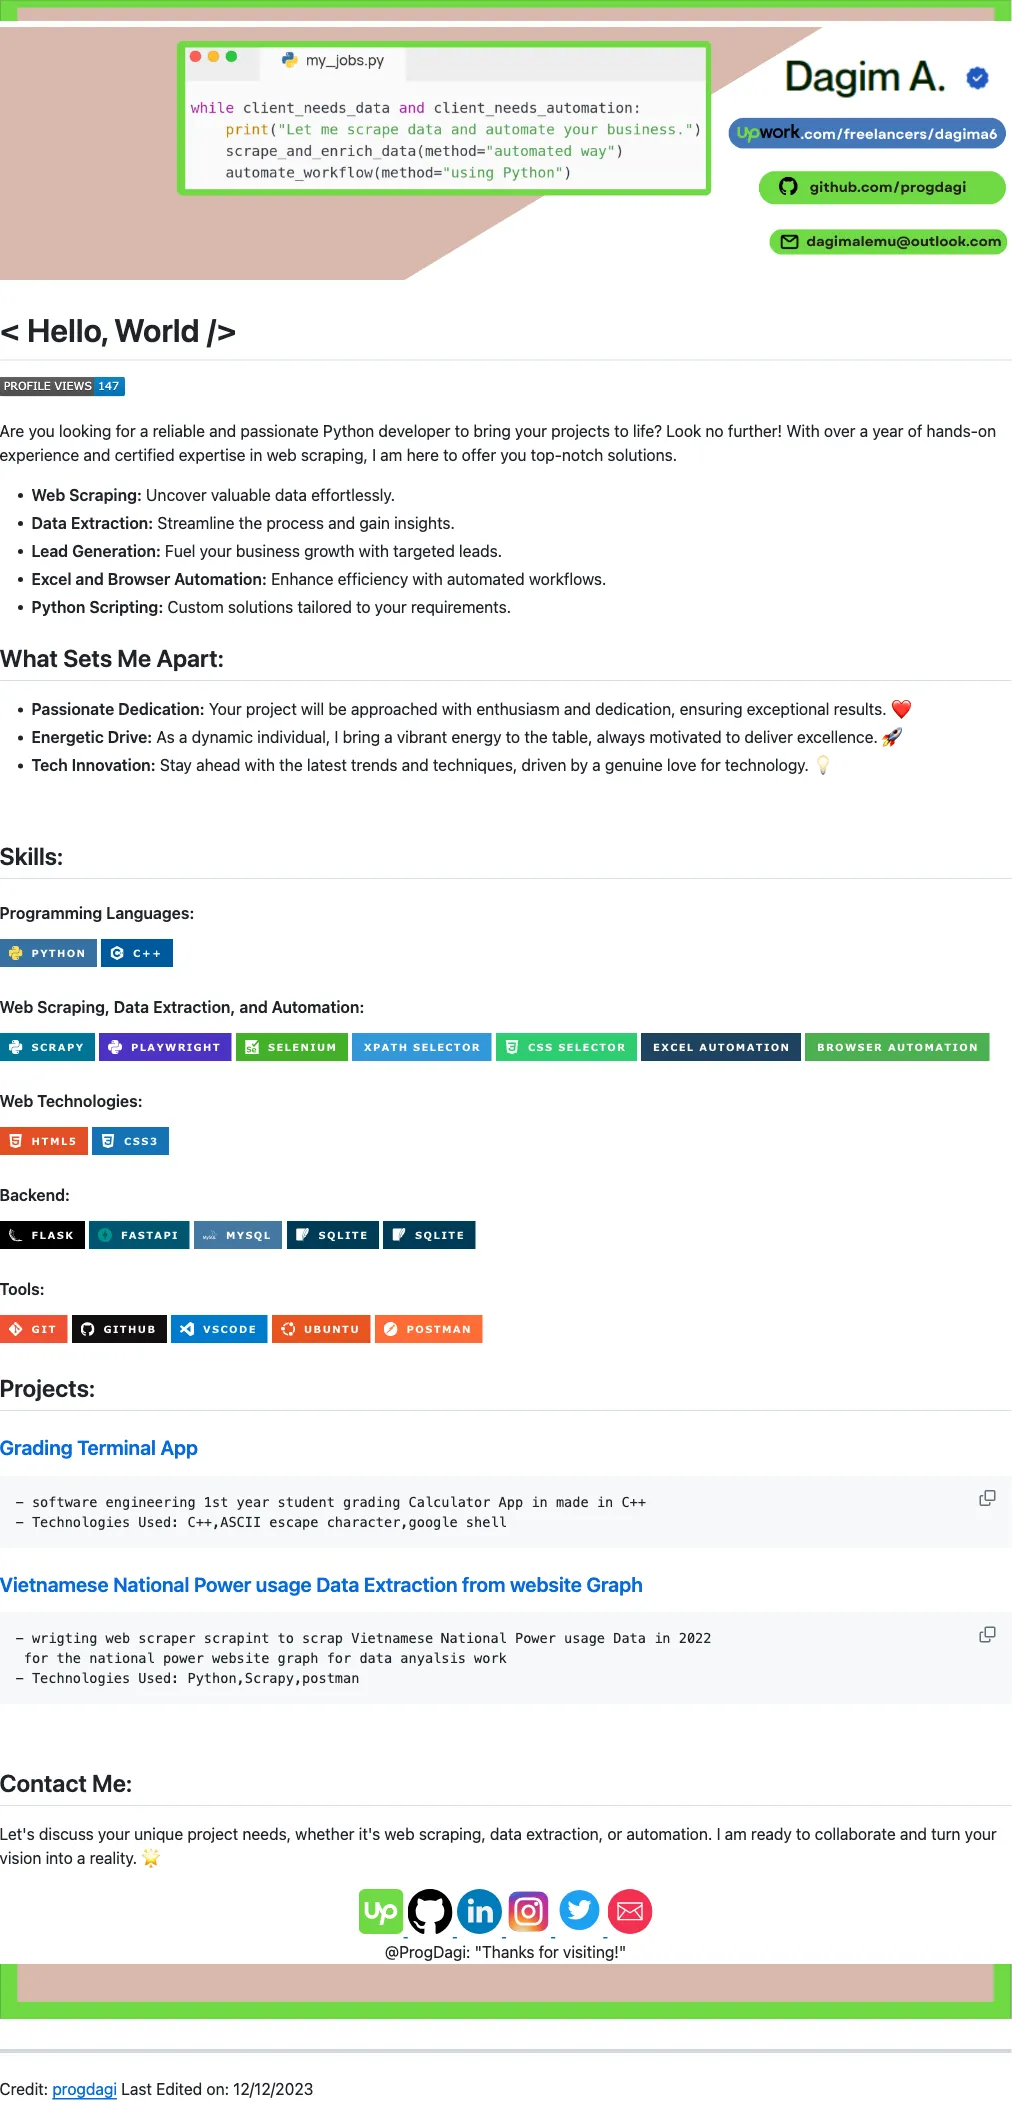 my_jobs.py
while client_needs_data and client_needs_automation:
    print("Let me scrape data and automate your business.")
    scrape_and_enrich_data(method="automated way")
    automate_workflow(method="using Python")
Dagim A.
upwork.com/freelancers/dagima6
github.com/progdagi
dagimalemu@outlook.com
< Hello, World />
PROFILE VIEWS 147
Are you looking for a reliable and passionate Python developer to bring your projects to life? Look no further! With over a year of hands-on
experience and certified expertise in web scraping, I am here to offer you top-notch solutions.
• Web Scraping: Uncover valuable data effortlessly.
• Data Extraction: Streamline the process and gain insights.
• Lead Generation: Fuel your business growth with targeted leads.
• Excel and Browser Automation: Enhance efficiency with automated workflows.
• Python Scripting: Custom solutions tailored to your requirements.
What Sets Me Apart:
• Passionate Dedication: Your project will be approached with enthusiasm and dedication, ensuring exceptional results. ❤️
• Energetic Drive: As a dynamic individual, I bring a vibrant energy to the table, always motivated to deliver excellence. 🚀
• Tech Innovation: Stay ahead with the latest trends and techniques, driven by a genuine love for technology. 💡
Skills:
Programming Languages:
PYTHON C++
Web Scraping, Data Extraction, and Automation:
SCRAPY PLAYWRIGHT SELENIUM XPATH SELECTOR CSS SELECTOR EXCEL AUTOMATION BROWSER AUTOMATION
Web Technologies:
HTML5 CSS3
Backend:
FLASK FASTAPI MYSQL SQLITE SQLITE
Tools:
GIT GITHUB VSCODE UBUNTU POSTMAN
Projects:
Grading Terminal App
- software engineering 1st year student grading Calculator App in made in C++
- Technologies Used: C++,ASCII escape character,google shell
Vietnamese National Power usage Data Extraction from website Graph
- wrigting web scraper scrapint to scrap Vietnamese National Power usage Data in 2022
 for the national power website graph for data anyalsis work
- Technologies Used: Python,Scrapy,postman
Contact Me:
Let's discuss your unique project needs, whether it's web scraping, data extraction, or automation. I am ready to collaborate and turn your
vision into a reality. 🌟
up in
@ProgDagi: "Thanks for visiting!"
Credit: progdagi Last Edited on: 12/12/2023